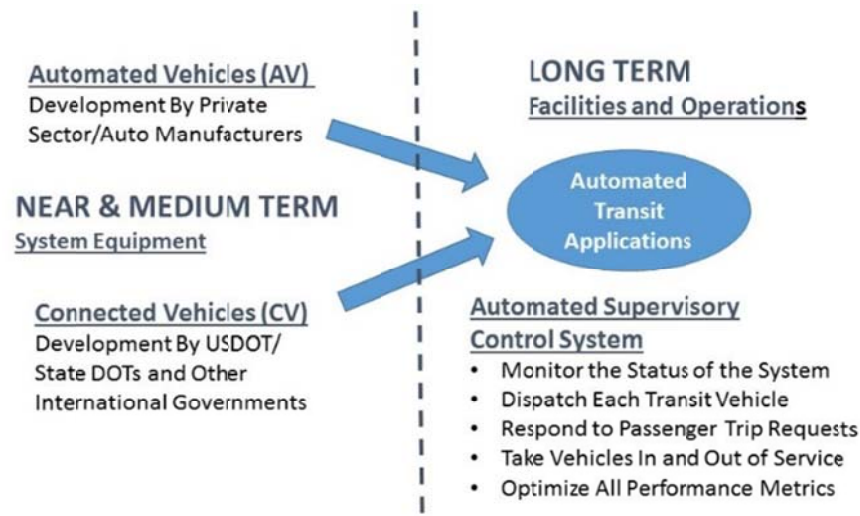 Automated Vehicles (AV)
Development By Private
Sector/Auto Manufacturers
NEAR & MEDIUM TERM
System Equipment
Connected Vehicles (CV)
Development By USDOT/
State DOTs and Other
International Governments
LONG TERM
Facilities and Operations
Automated
Transit
Applications
Automated Supervisory
Control System
• Monitor the Status of the System
• Dispatch Each Transit Vehicle
• Respond to Passenger Trip Requests
• Take Vehicles In and Out of Service
• Optimize All Performance Metrics